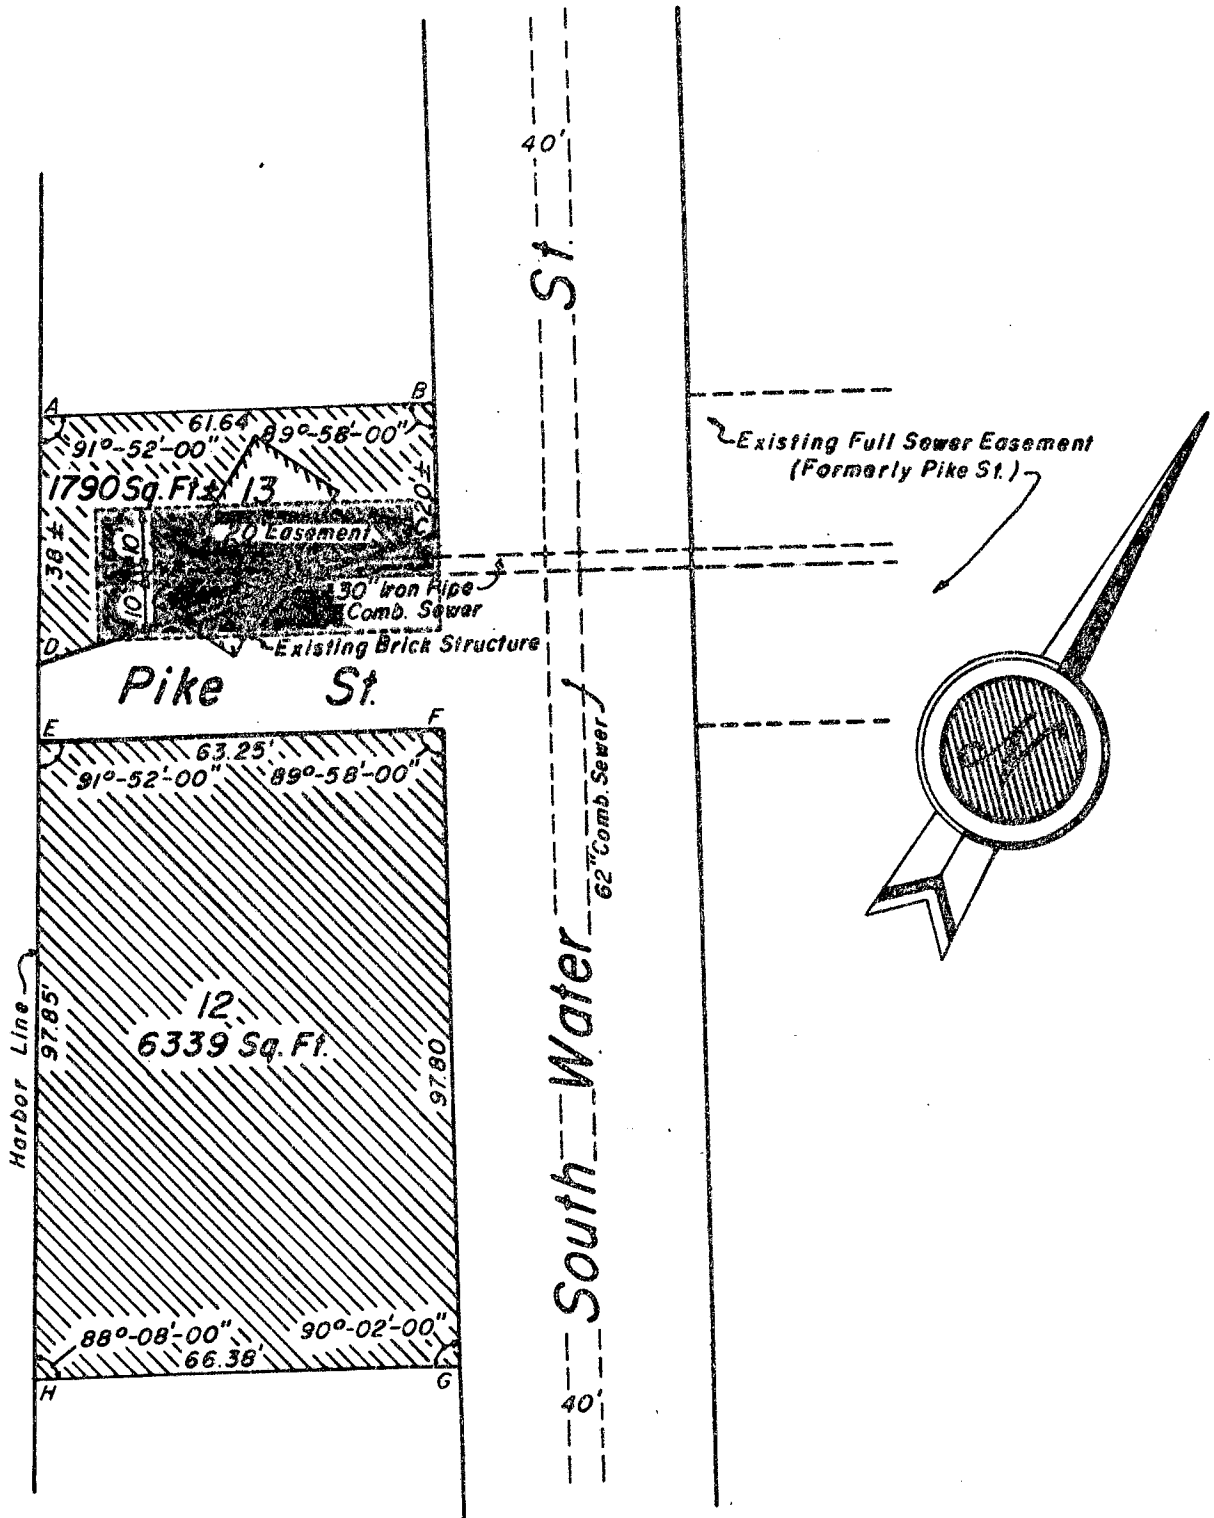 40'
St.
A
B
61.64
91°-52'-00"
89°-58'-00"
1790 Sq. Ft.±
13
20'±
C
20' Easement
38 ±
10'
10'
30" Iron Pipe
Comb. Sewer
D
Existing Brick Structure
Pike St.
Existing Full Sewer Easement
(Formerly Pike St.)
E
F
63.25'
91°-52'-00"
89°-58'-00"
62" Comb. Sewer
12
6339 Sq. Ft.
Harbor Line
97.85'
97.80
South Water
88°-08'-00"
90°-02'-00"
66.38'
H
G
40'